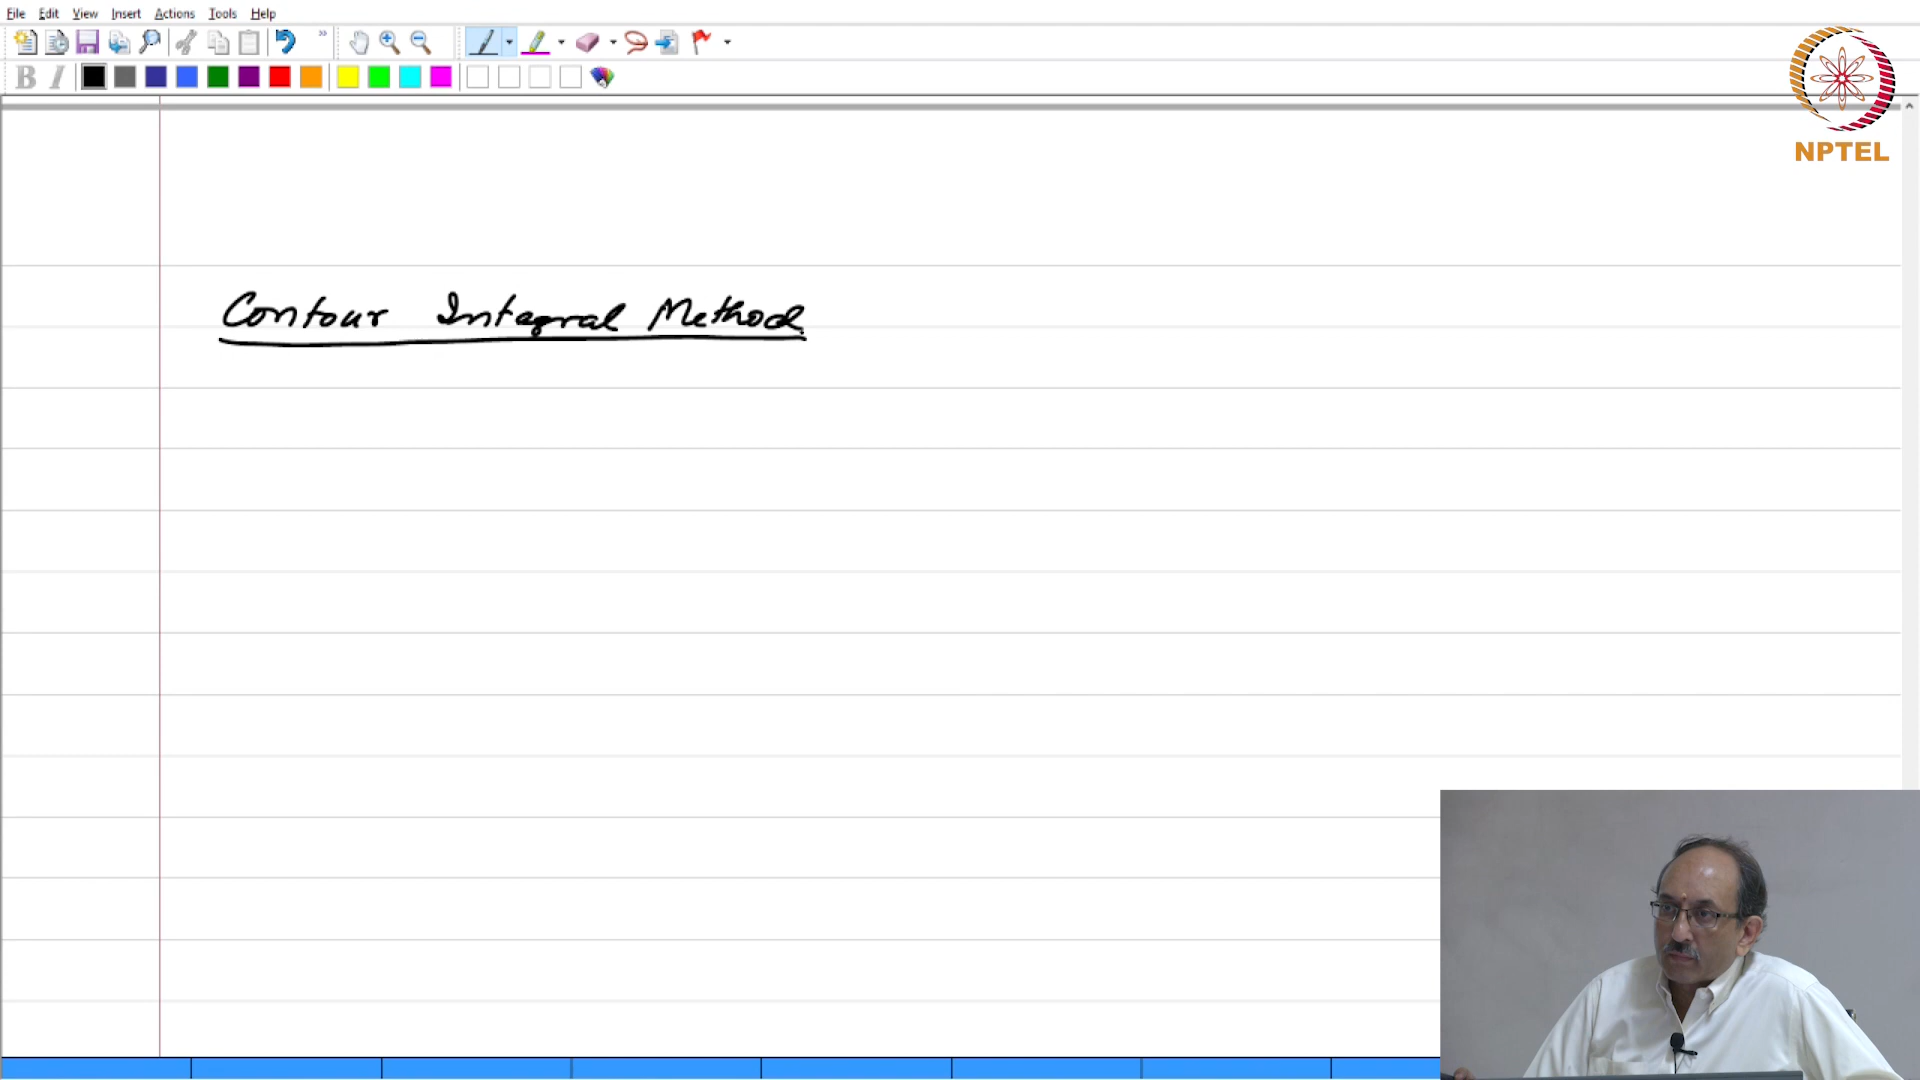 File Edit View Insert Actions Tools Help
B I
NPTEL
Contour Integral Method